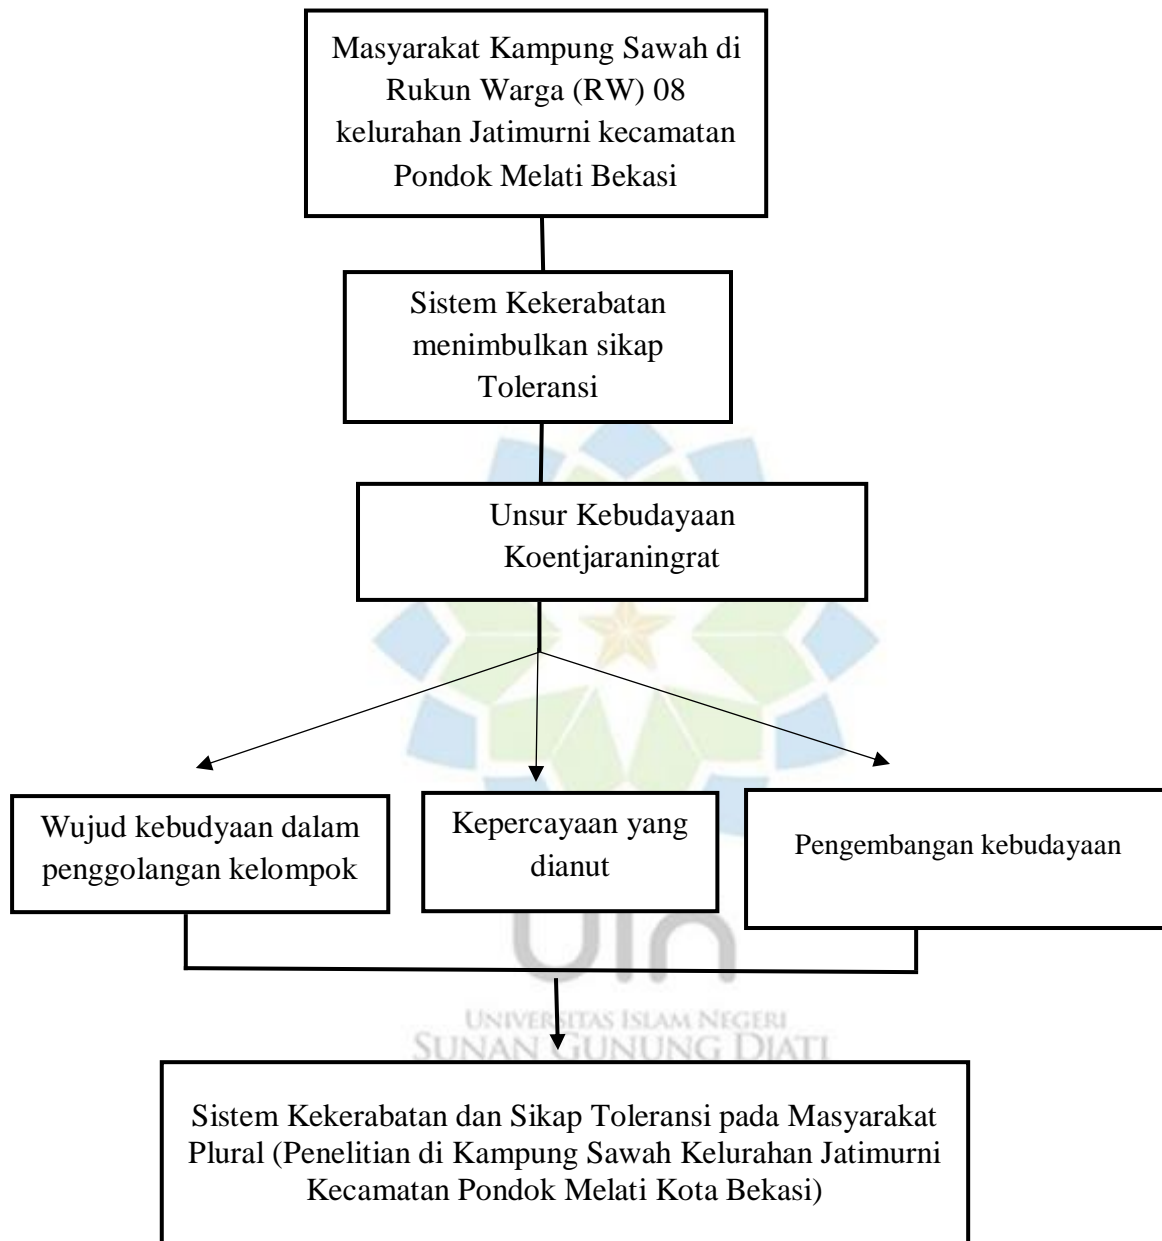 Masyarakat Kampung Sawah di
Rukun Warga (RW) 08
kelurahan Jatimurni kecamatan
Pondok Melati Bekasi
Sistem Kekerabatan
menimbulkan sikap
Toleransi
Unsur Kebudayaan
Koentjaraningrat
Wujud kebudyaan dalam
penggolangan kelompok
Kepercayaan yang
dianut
Pengembangan kebudayaan
uin
UNIVERSITAS ISLAM NEGERI
SUNAN GUNUNG DJATI
Sistem Kekerabatan dan Sikap Toleransi pada Masyarakat
Plural (Penelitian di Kampung Sawah Kelurahan Jatimurni
Kecamatan Pondok Melati Kota Bekasi)